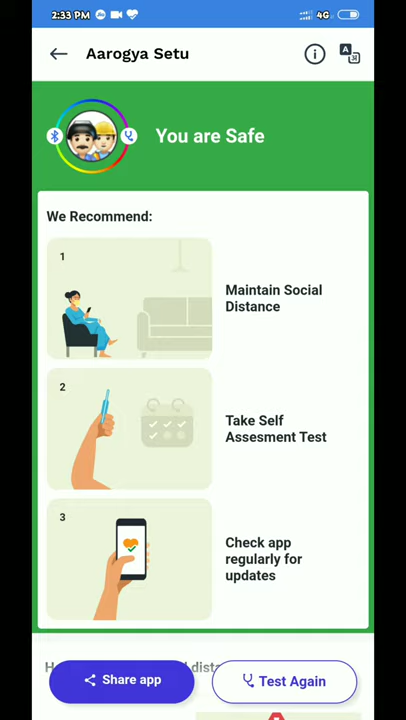 2:33 PM
4G
Aarogya Setu
You are Safe
We Recommend:
1
Maintain Social
Distance
2
Take Self
Assesment Test
3
Check app
regularly for
updates
Share app
Test Again